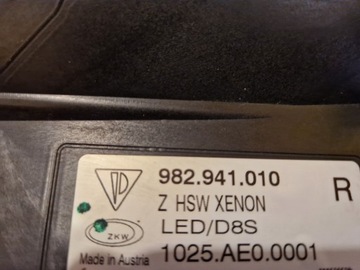 982.941.010
R
Z HSW XENON
LED/D8S
ZKW
Made in Austria
1025.AE0.0001